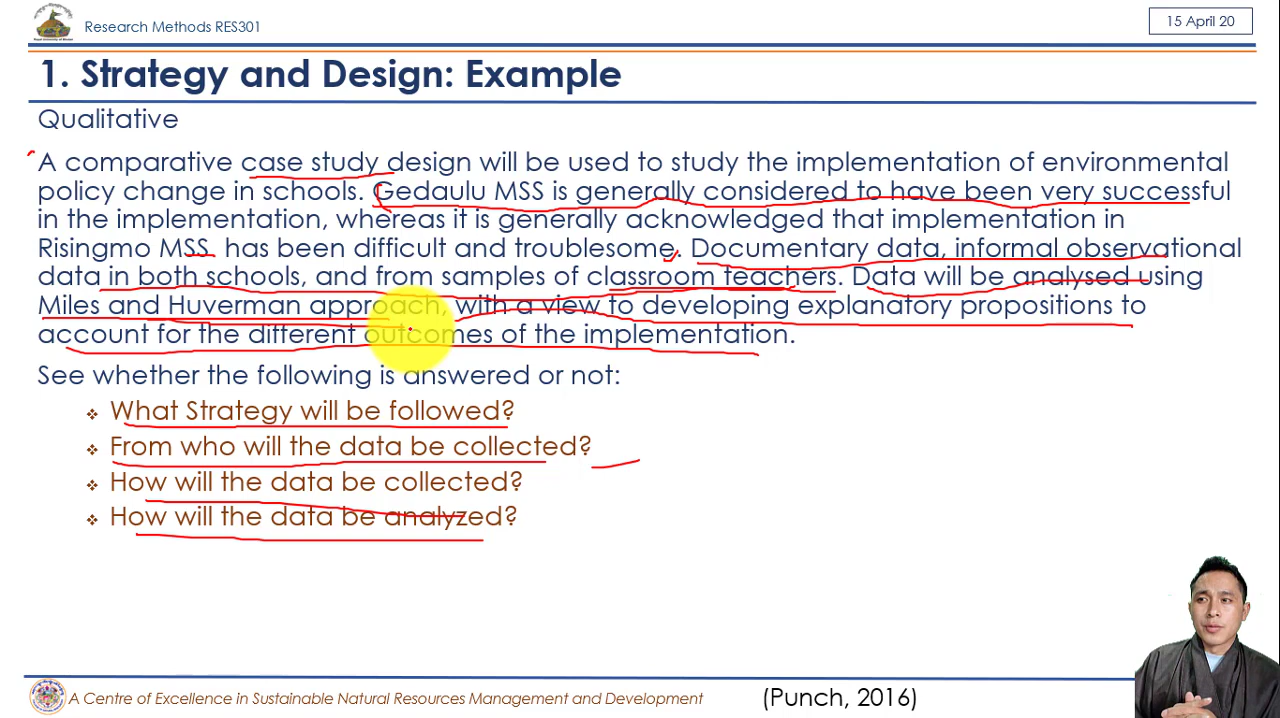 Research Methods RES301
15 April 20
1. Strategy and Design: Example
Qualitative
A comparative case study design will be used to study the implementation of environmental
policy change in schools. Gedaulu MSS is generally considered to have been very successful
in the implementation, whereas it is generally acknowledged that implementation in
Risingmo MSS has been difficult and troublesome. Documentary data, informal observational
data in both schools, and from samples of classroom teachers. Data will be analysed using
Miles and Huverman approach, with a view to developing explanatory propositions to
account for the different outcomes of the implementation.
See whether the following is answered or not:
What Strategy will be followed?
From who will the data be collected?
How will the data be collected?
How will the data be analyzed?
A Centre of Excellence in Sustainable Natural Resources Management and Development
(Punch, 2016)